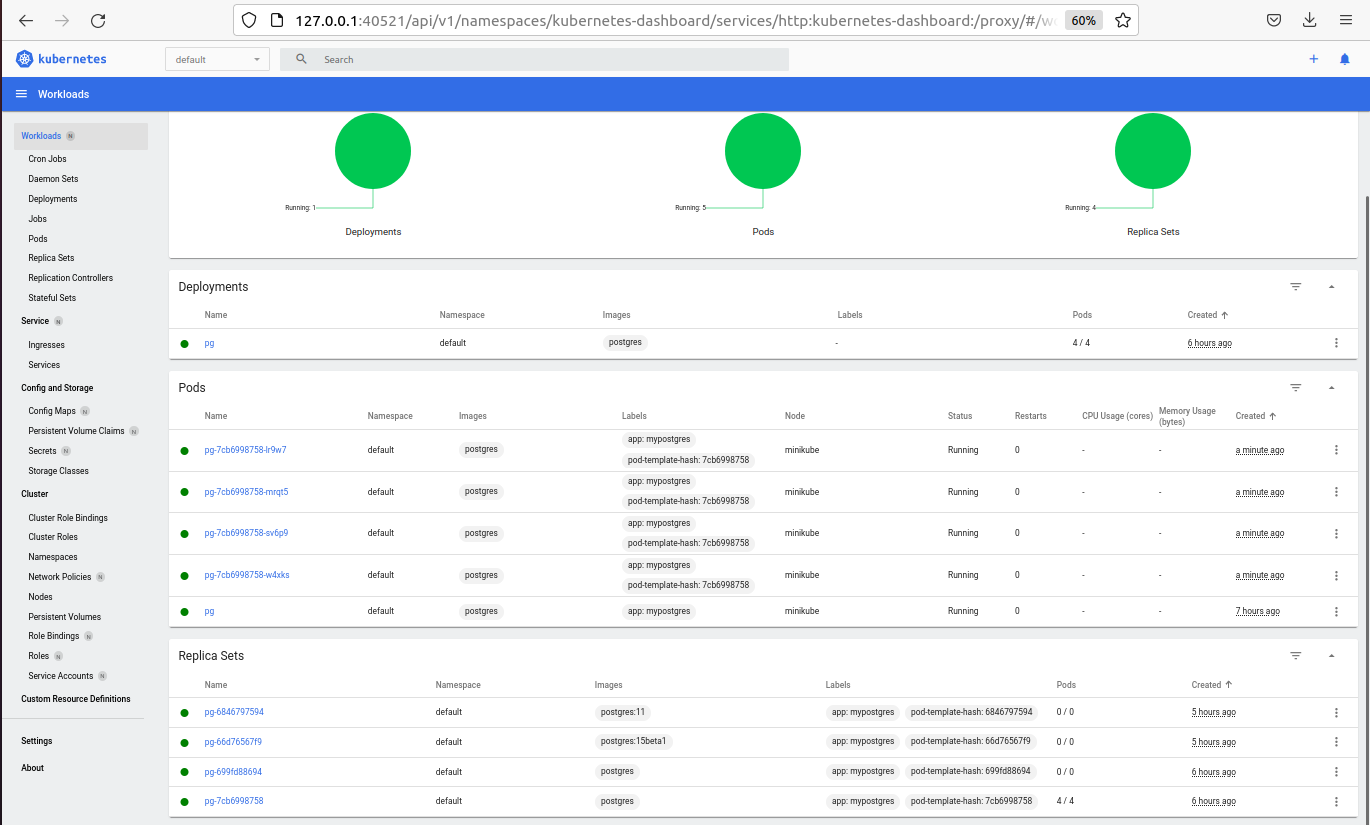 127.0.0.1:40521/api/v1/namespaces/kubernetes-dashboard/services/http:kubernetes-dashboard:/proxy/#/wo 60%
kubernetes default Search
Workloads
Workloads N
Cron Jobs
Daemon Sets
Deployments
Jobs
Pods
Replica Sets
Replication Controllers
Stateful Sets
Service N
Ingresses
Services
Config and Storage
Config Maps N
Persistent Volume Claims N
Secrets N
Storage Classes
Cluster
Cluster Role Bindings
Cluster Roles
Namespaces
Network Policies N
Nodes
Persistent Volumes
Role Bindings N
Roles N
Service Accounts N
Custom Resource Definitions
Settings
About
Running: 1 Running: 5 Running: 4
Deployments Pods Replica Sets
Deployments
Name Namespace Images Labels Pods Created
pg default postgres - 4 / 4 6 hours ago
Pods
Name Namespace Images Labels Node Status Restarts CPU Usage (cores) Memory Usage (bytes) Created
pg-7cb6998758-lr9w7 default postgres app: mypostgres pod-template-hash: 7cb6998758 minikube Running 0 - - a minute ago
pg-7cb6998758-mrqt5 default postgres app: mypostgres pod-template-hash: 7cb6998758 minikube Running 0 - - a minute ago
pg-7cb6998758-sv6p9 default postgres app: mypostgres pod-template-hash: 7cb6998758 minikube Running 0 - - a minute ago
pg-7cb6998758-w4xks default postgres app: mypostgres pod-template-hash: 7cb6998758 minikube Running 0 - - a minute ago
pg default postgres app: mypostgres minikube Running 0 - - 7 hours ago
Replica Sets
Name Namespace Images Labels Pods Created
pg-6846797594 default postgres:11 app: mypostgres pod-template-hash: 6846797594 0 / 0 5 hours ago
pg-66d76567f9 default postgres:15beta1 app: mypostgres pod-template-hash: 66d76567f9 0 / 0 5 hours ago
pg-699fd88694 default postgres app: mypostgres pod-template-hash: 699fd88694 0 / 0 6 hours ago
pg-7cb6998758 default postgres app: mypostgres pod-template-hash: 7cb6998758 4 / 4 6 hours ago